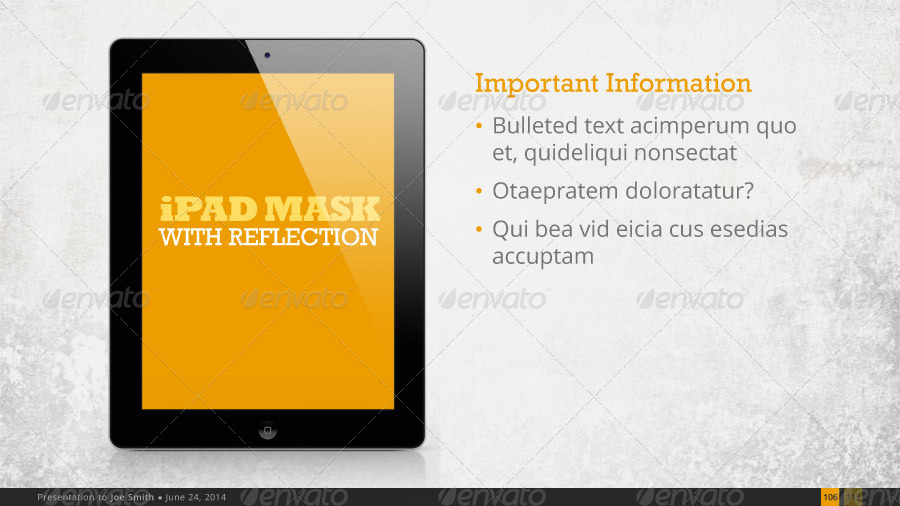 iPAD MASK
WITH REFLECTION
Important Information
• Bulleted text acimperum quo
et, quideliqui nonsectat
• Otaepratem doloratatur?
• Qui bea vid eicia cus esedias
accuptam
envato
Presentation to Joe Smith • June 24, 2014
106